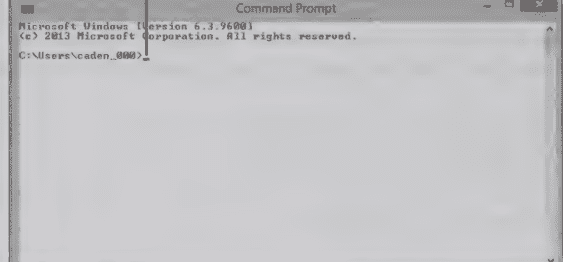 Command Prompt
Microsoft Windows [Version 6.3.9600]
(c) 2013 Microsoft Corporation. All rights reserved.
C:\Users\caden_000>_